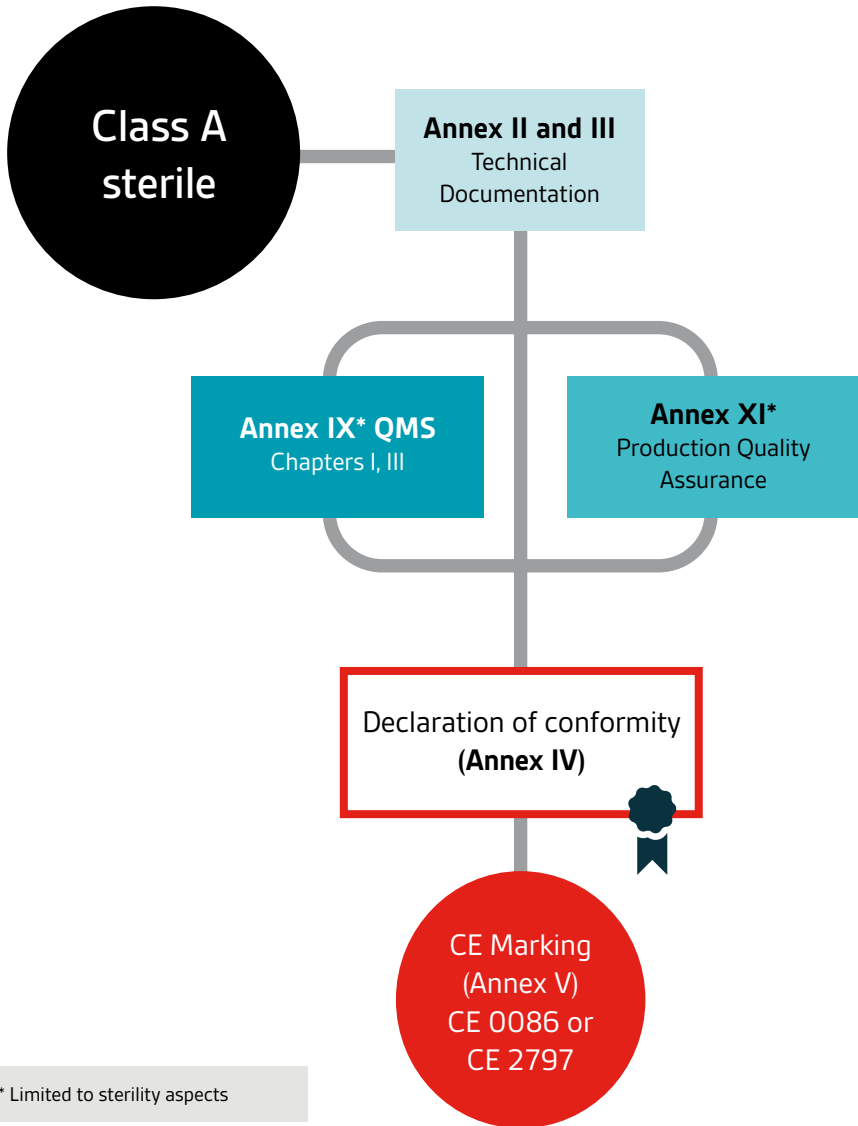 Class A
sterile
Annex II and III
Technical
Documentation
Annex IX* QMS
Chapters I, III
Annex XI*
Production Quality
Assurance
Declaration of conformity
(Annex IV)
CE Marking
(Annex V)
CE 0086 or
CE 2797
* Limited to sterility aspects